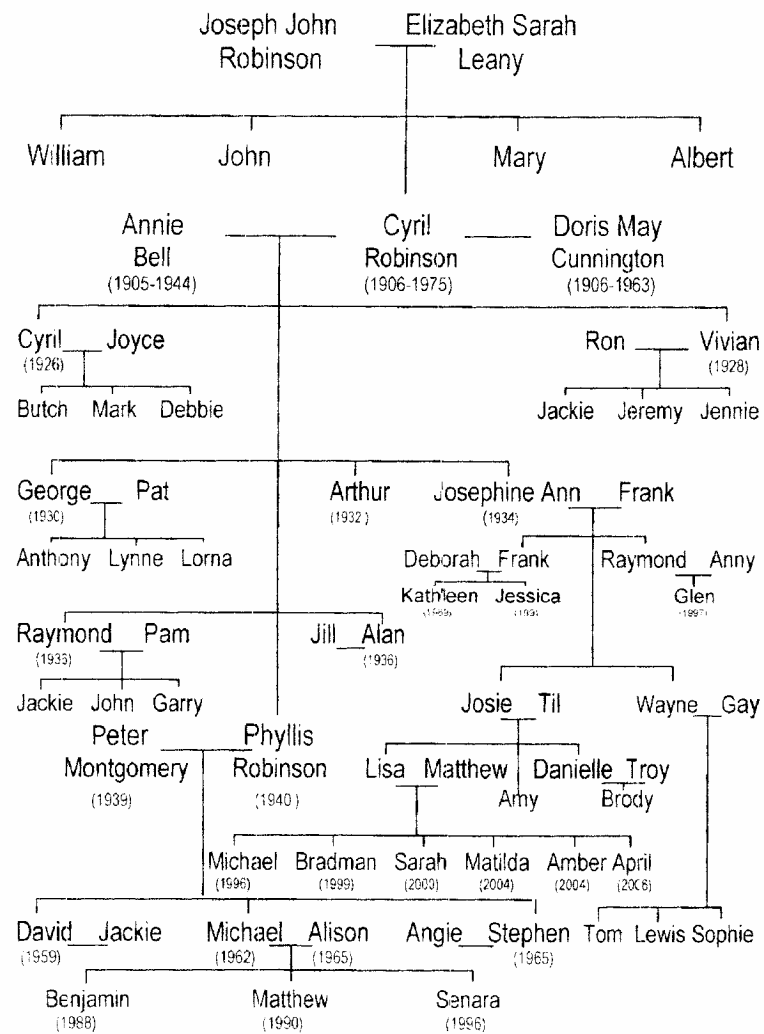 Joseph John Elizabeth Sarah
Robinson Leany
William John Mary Albert
Annie Cyril Doris May
Bell Robinson Cunnington
(1905-1944) (1906-1975) (1906-1963)
Cyril Joyce Ron Vivian
(1926) (1928)
Butch Mark Debbie Jackie Jeremy Jennie
George Pat Arthur Josephine Ann Frank
(1930) (1932) (1934)
Anthony Lynne Lorna Deborah Frank Raymond Anny
Kathleen Jessica Glen
(1997)
Raymond Pam Jill Alan
(1936)
Jackie John Garry Josie Til Wayne Gay
Peter Phyllis
Montgomery Robinson Lisa Matthew Danielle Troy
(1939) (1940) Amy Brody
Michael Bradman Sarah Matilda Amber April
(1996) (1999) (2000) (2004) (2004) (2006)
David Jackie Michael Alison Angie Stephen Tom Lewis Sophie
(1959) (1962) (1965) (1965)
Benjamin Matthew Senara
(1988) (1990) (1996)